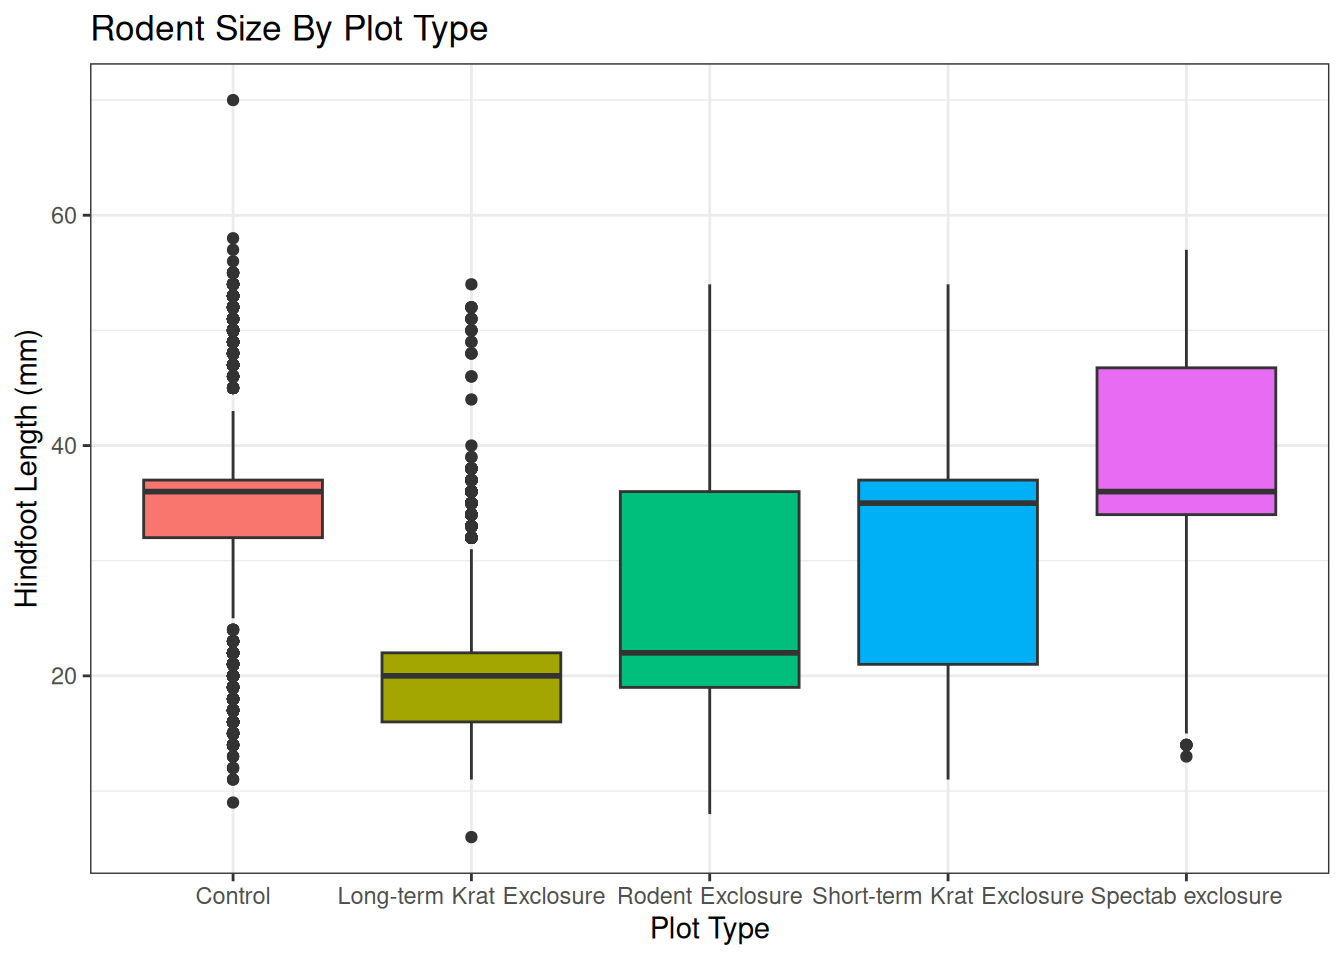 Rodent Size By Plot Type
Hindfoot Length (mm)
60
40
20
Control
Long-term Krat Exclosure
Rodent Exclosure
Short-term Krat Exclosure
Spectab exclosure
Plot Type